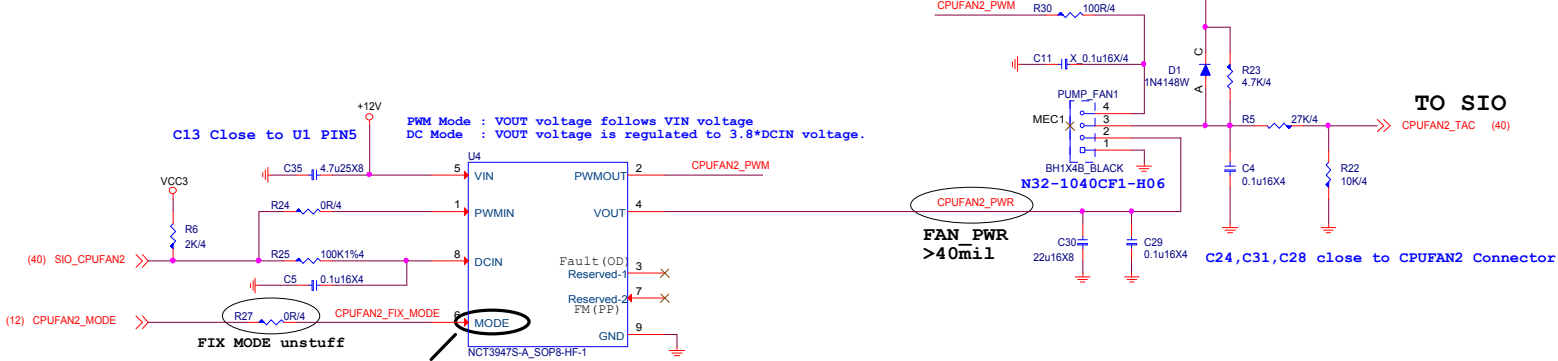 CPUFAN2_PWM
R30
100R/4
C11
X_0.1u16X/4
D1
1N4148W
C
A
R23
4.7K/4
PUMP_FAN1
MEC1
4
3
2
1
BH1X4B_BLACK
N32-1040CF1-H06
R5
27K/4
TO SIO
CPUFAN2_TAC (40)
C4
0.1u16X4
R22
10K/4
+12V
C13 Close to U1 PIN5
PWM Mode : VOUT voltage follows VIN voltage
DC Mode : VOUT voltage is regulated to 3.8*DCIN voltage.
U4
C35
4.7u25X8
5
VIN
PWMOUT
2
CPUFAN2_PWM
VCC3
R24
0R/4
1
PWMIN
VOUT
4
CPUFAN2_PWR
R6
2K/4
FAN_PWR
>40mil
C30
22u16X8
C29
0.1u16X4
C24,C31,C28 close to CPUFAN2 Connector
(40) SIO_CPUFAN2
R25
100K1%4
8
DCIN
Fault(OD)
Reserved-1
3
C5
0.1u16X4
Reserved-2
7
FM(PP)
(12) CPUFAN2_MODE
R27
0R/4
CPUFAN2_FIX_MODE
6
MODE
GND
9
FIX MODE unstuff
NCT3947S-A_SOP8-HF-1